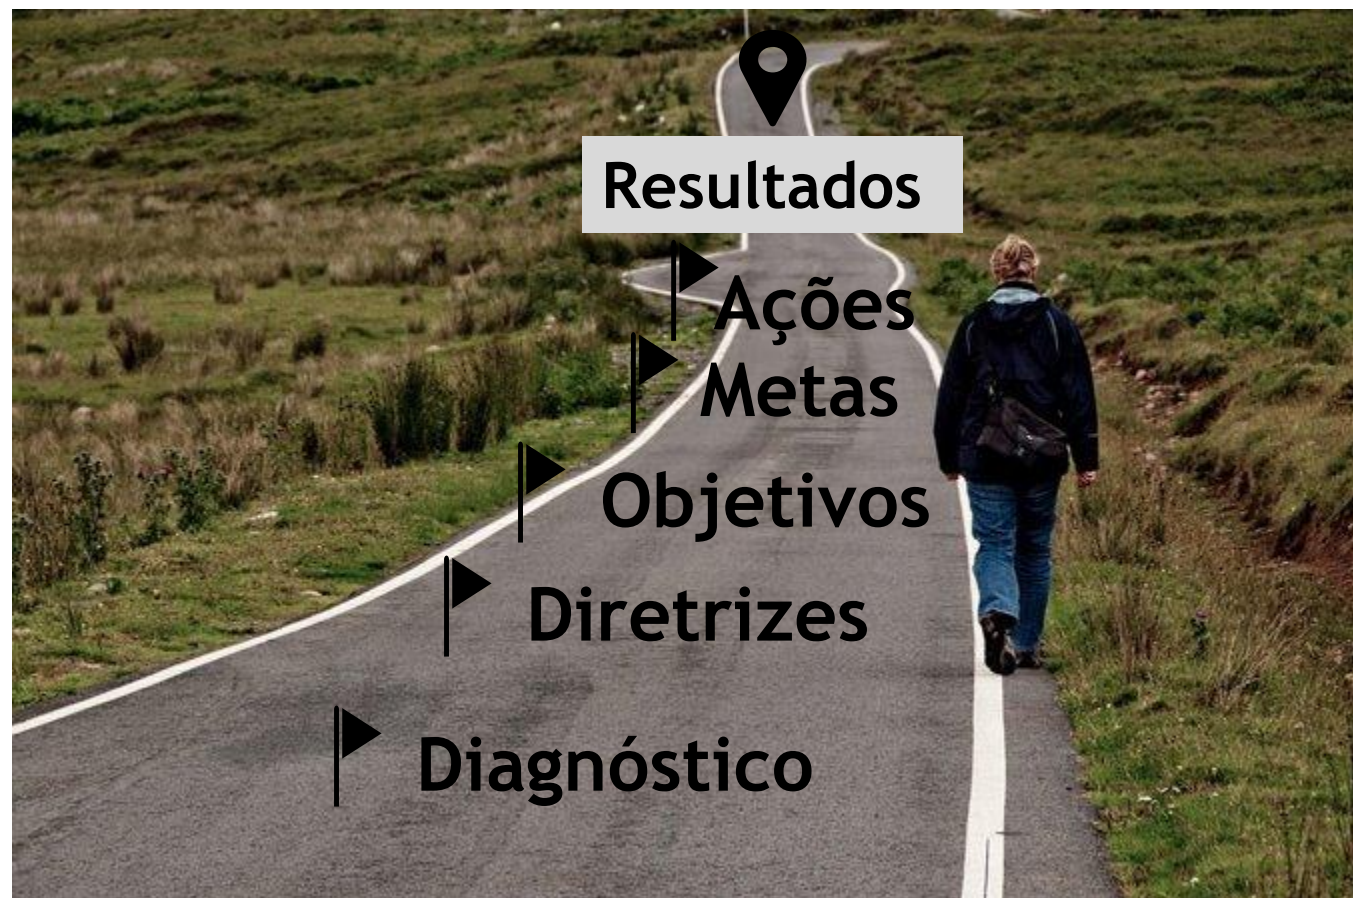 Resultados
Ações
Metas
Objetivos
Diretrizes
Diagnóstico